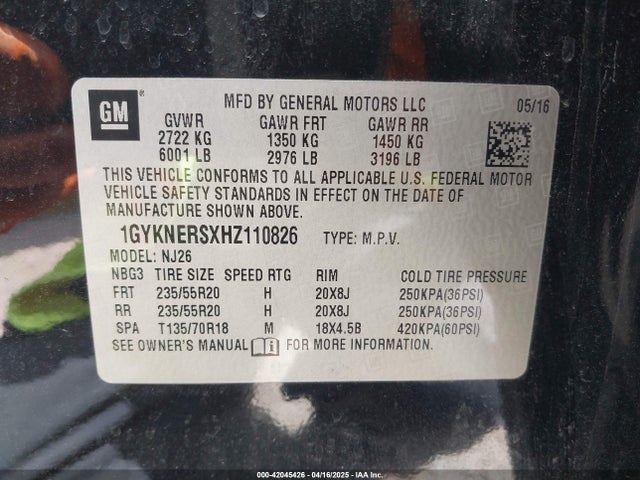 GM ®
MFD BY GENERAL MOTORS LLC 05/16
GVWR GAWR FRT GAWR RR
2722 KG 1350 KG 1450 KG
6001 LB 2976 LB 3196 LB
THIS VEHICLE CONFORMS TO ALL APPLICABLE U.S. FEDERAL MOTOR
VEHICLE SAFETY STANDARDS IN EFFECT ON THE DATE OF
MANUFACTURE SHOWN ABOVE.
1GYKNERSXHZ110826 TYPE: M.P.V.
MODEL: NJ26
NBG3 TIRE SIZE SPEED RTG RIM COLD TIRE PRESSURE
FRT 235/55R20 H 20X8J 250KPA(36PSI)
RR 235/55R20 H 20X8J 250KPA(36PSI)
SPA T135/70R18 M 18X4.5B 420KPA(60PSI)
SEE OWNER'S MANUAL FOR MORE INFORMATION.
000-42045426 - 04/16/2025 - IAA, Inc.